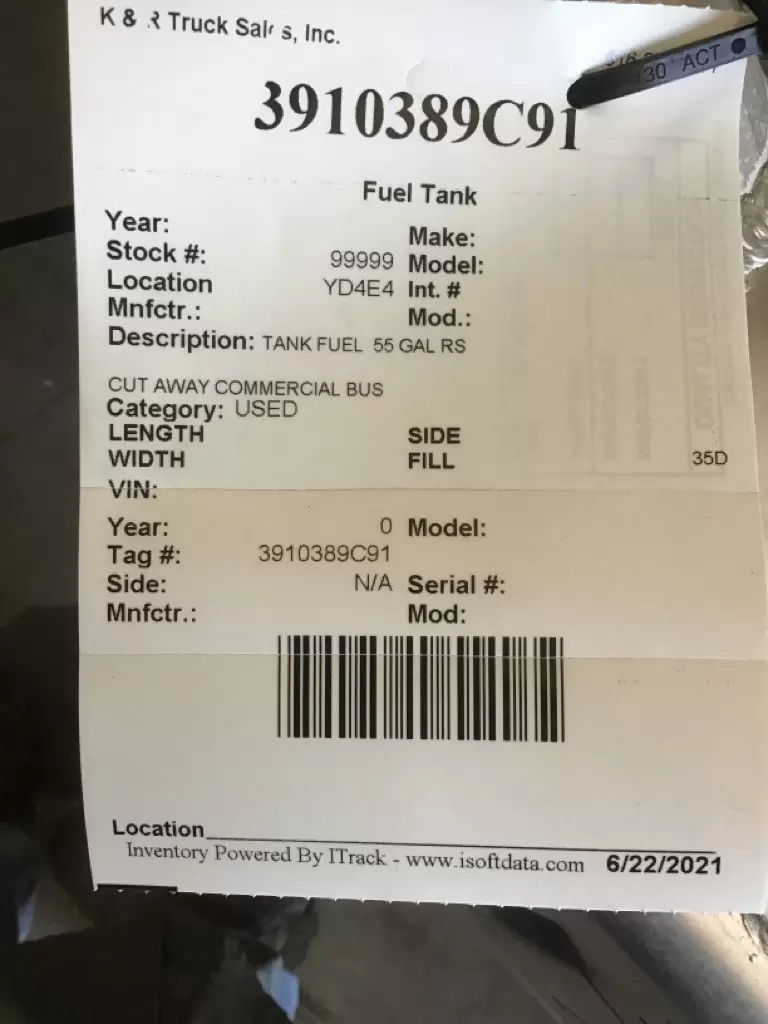 K & R Truck Sales, Inc.
130 ACT
3910389C91
Fuel Tank
Year: Make:
Stock #: 99999 Model:
Location YD4E4 Int. #
Mnfctr.: Mod.:
Description: TANK FUEL 55 GAL RS
CUT AWAY COMMERCIAL BUS
Category: USED
LENGTH SIDE
WIDTH FILL 35D
VIN:
Year: 0 Model:
Tag #: 3910389C91
Side: N/A Serial #:
Mnfctr.: Mod:
Location
Inventory Powered By ITrack - www.isoftdata.com 6/22/2021